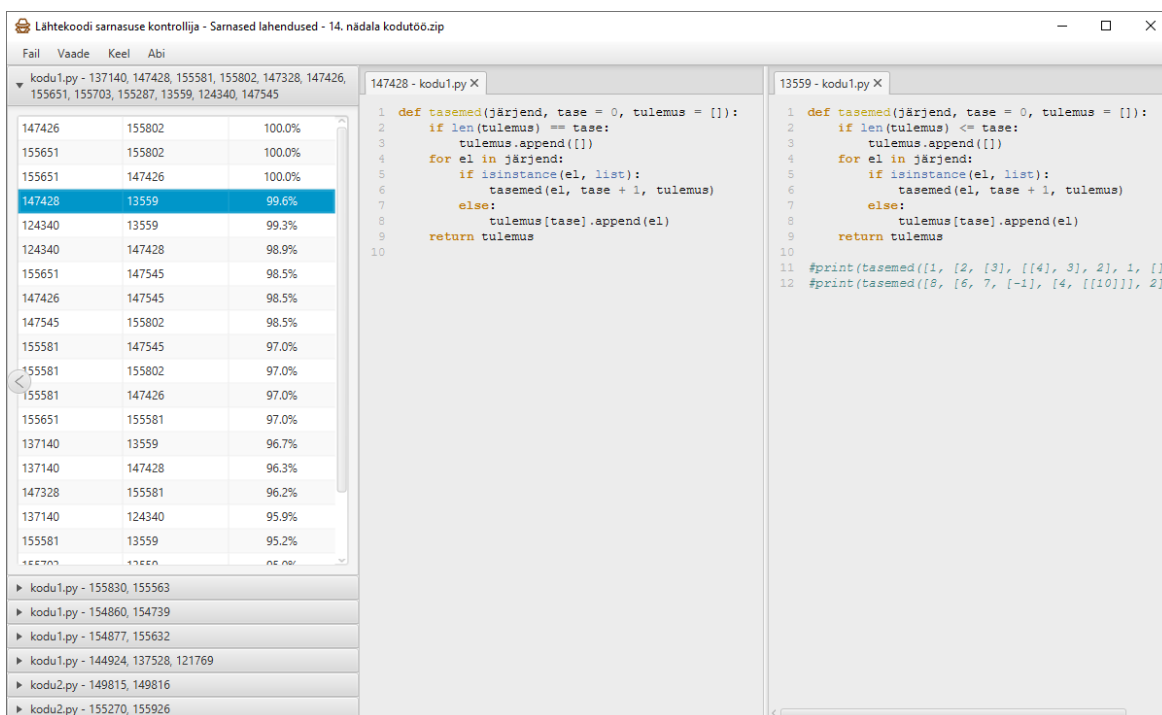 Lähtekoodi sarnasuse kontrollija - Sarnased lahendused - 14. nädala kodutöö.zip
Fail Vaade Keel Abi
kodu1.py - 137140, 147428, 155581, 155802, 147328, 147426,
155651, 155703, 155287, 13559, 124340, 147545
147426 155802 100.0%
155651 155802 100.0%
155651 147426 100.0%
147428 13559 99.6%
124340 13559 99.3%
124340 147428 98.9%
155651 147545 98.5%
147426 147545 98.5%
147545 155802 98.5%
155581 147545 97.0%
155581 155802 97.0%
155581 147426 97.0%
155651 155581 97.0%
137140 13559 96.7%
137140 147428 96.3%
147328 155581 96.2%
137140 124340 95.9%
155581 13559 95.2%
kodu1.py - 155830, 155563
kodu1.py - 154860, 154739
kodu1.py - 154877, 155632
kodu1.py - 144924, 137528, 121769
kodu2.py - 149815, 149816
kodu2.py - 155270, 155926
147428 - kodu1.py
1 def tasemed(järjend, tase = 0, tulemus = []):
2 if len(tulemus) == tase:
3 tulemus.append([])
4 for el in järjend:
5 if isinstance(el, list):
6 tasemed(el, tase + 1, tulemus)
7 else:
8 tulemus[tase].append(el)
9 return tulemus
10
13559 - kodu1.py
1 def tasemed(järjend, tase = 0, tulemus = []):
2 if len(tulemus) <= tase:
3 tulemus.append([])
4 for el in järjend:
5 if isinstance(el, list):
6 tasemed(el, tase + 1, tulemus)
7 else:
8 tulemus[tase].append(el)
9 return tulemus
10
11 #print(tasemed([1, [2, [3], [[4], 3], 2], 1, []
12 #print(tasemed([8, [6, 7, [-1], [4, [[10]]], 2]